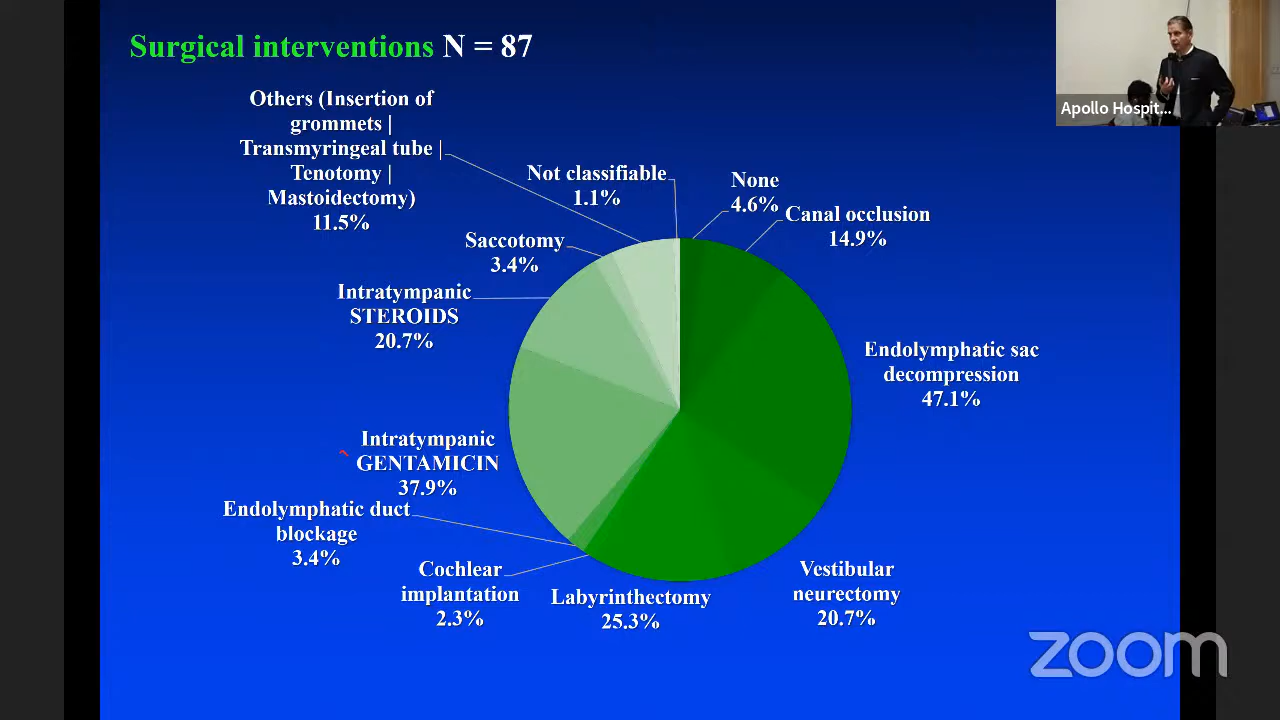 Surgical interventions N = 87
Apollo Hospit...
Others (Insertion of
grommets |
Transmyringeal tube |
Tenotomy |
Mastoidectomy)
11.5%
Not classifiable
1.1%
None
4.6%
Canal occlusion
14.9%
Saccotomy
3.4%
Intratympanic
STEROIDS
20.7%
Endolymphatic sac
decompression
47.1%
Intratympanic
GENTAMICIN
37.9%
Endolymphatic duct
blockage
3.4%
Cochlear
implantation
2.3%
Labyrinthectomy
25.3%
Vestibular
neurectomy
20.7%
zoom